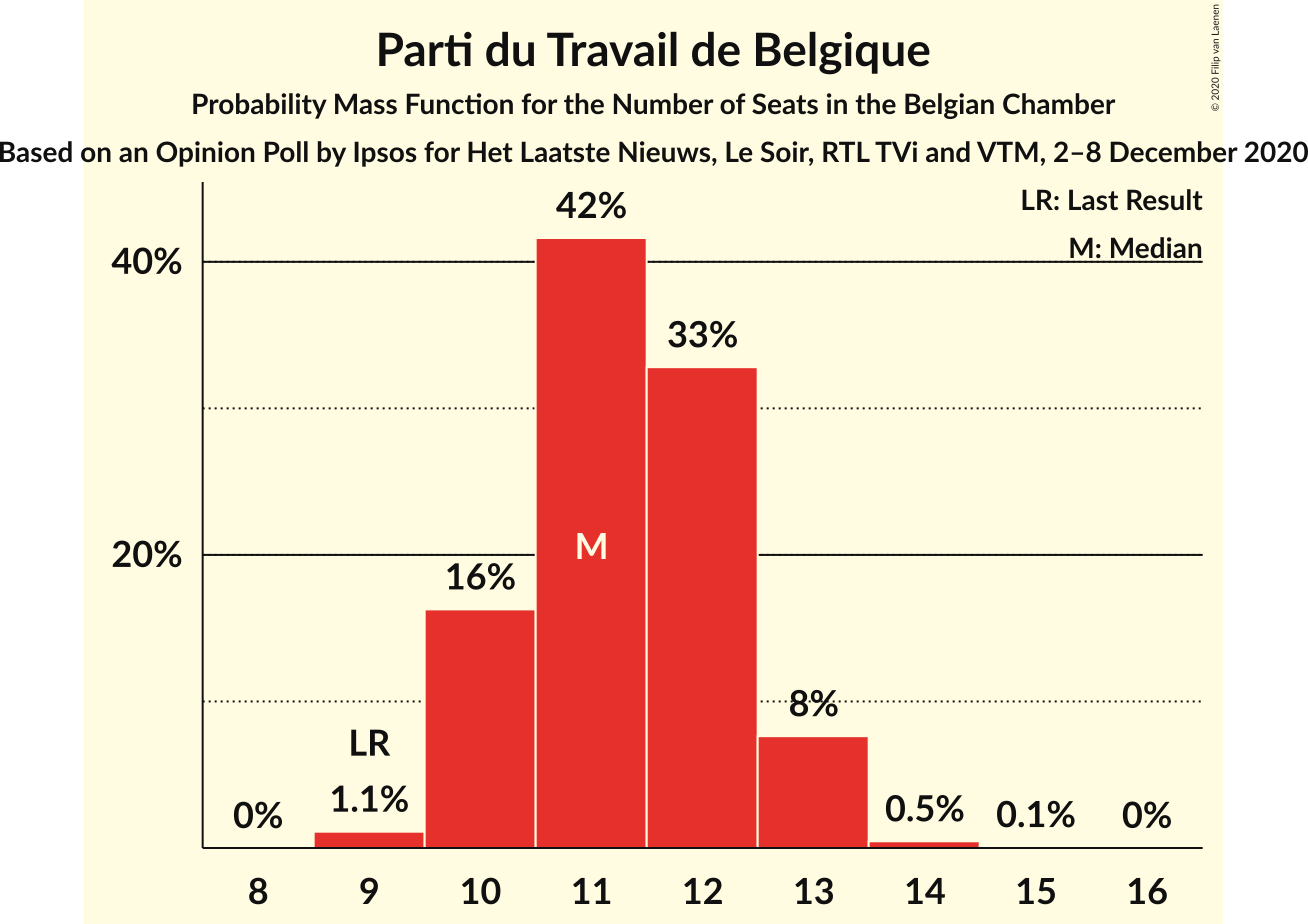 Parti du Travail de Belgique
Probability Mass Function for the Number of Seats in the Belgian Chamber
Based on an Opinion Poll by Ipsos for Het Laatste Nieuws, Le Soir, RTL TVi and VTM, 2–8 December 2020
© 2020 Filip van Laenen
LR: Last Result
M: Median
42%
40%
33%
M
20%
16%
8%
LR
1.1%
0%
0.5%
0.1%
0%
8 9 10 11 12 13 14 15 16